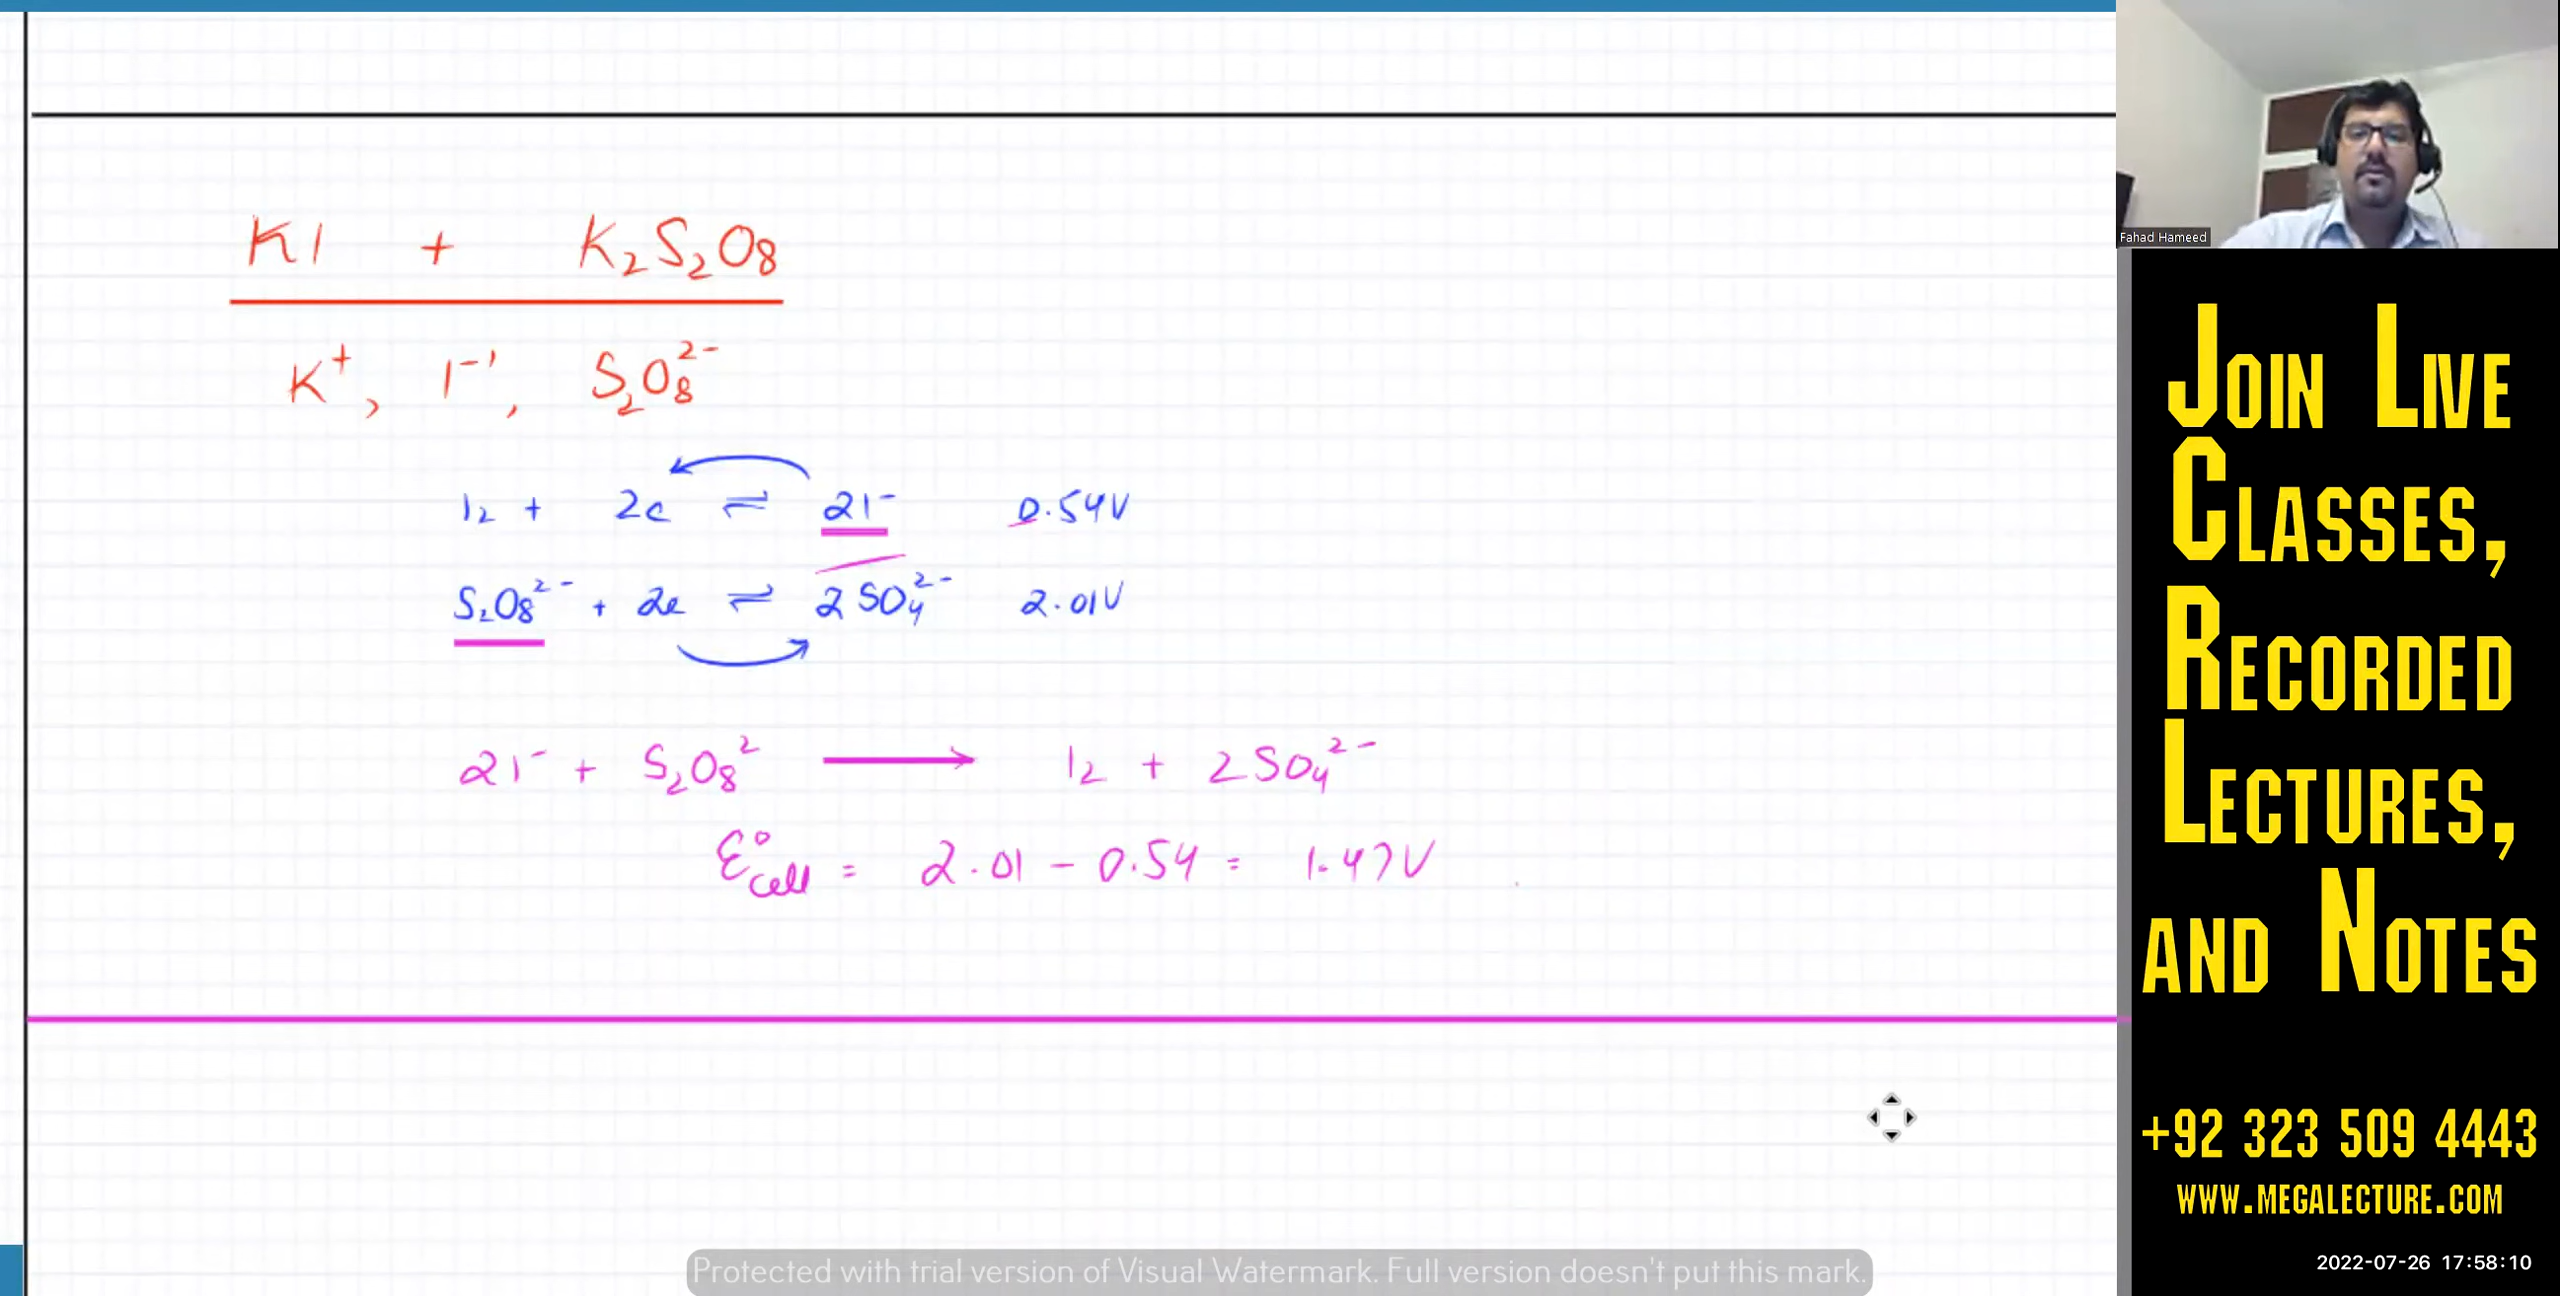 KI + K₂S₂O₈
K⁺, I⁻¹, S₂O₈²⁻
I₂ + 2e ⇌ 2I⁻ 0.54V
S₂O₈²⁻ + 2e ⇌ 2SO₄²⁻ 2.01V
2I⁻ + S₂O₈² ⟶ I₂ + 2SO₄²⁻
E°cell = 2.01 - 0.54 = 1.47V
Fahad Hameed
JOIN LIVE
CLASSES,
RECORDED
LECTURES,
AND NOTES
+92 323 509 4443
WWW.MEGALECTURE.COM
2022-07-26 17:58:10
Protected with trial version of Visual Watermark. Full version doesn't put this mark.